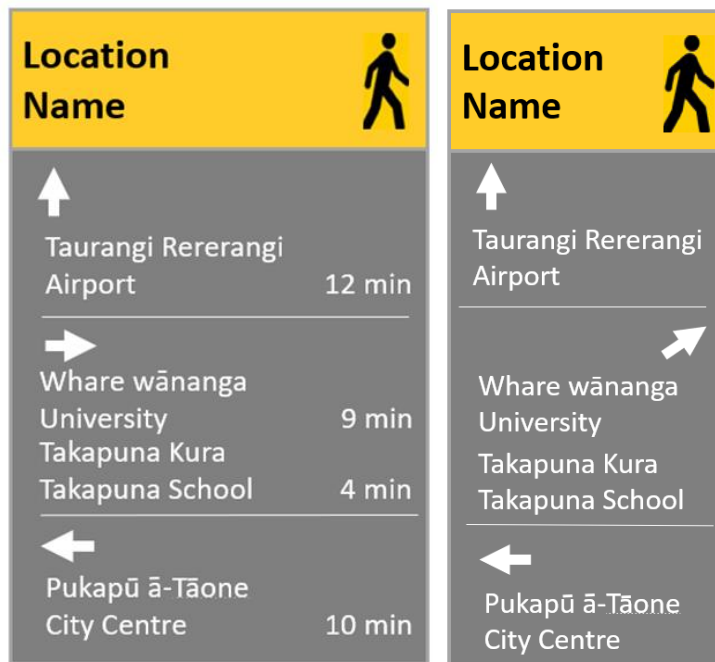 Location
Name
Taurangi Rererangi
Airport 12 min
Whare wānanga
University 9 min
Takapuna Kura
Takapuna School 4 min
Pukapū ā-Tāone
City Centre 10 min
Location
Name
Taurangi Rererangi
Airport
Whare wānanga
University
Takapuna Kura
Takapuna School
Pukapū ā-Tāone
City Centre